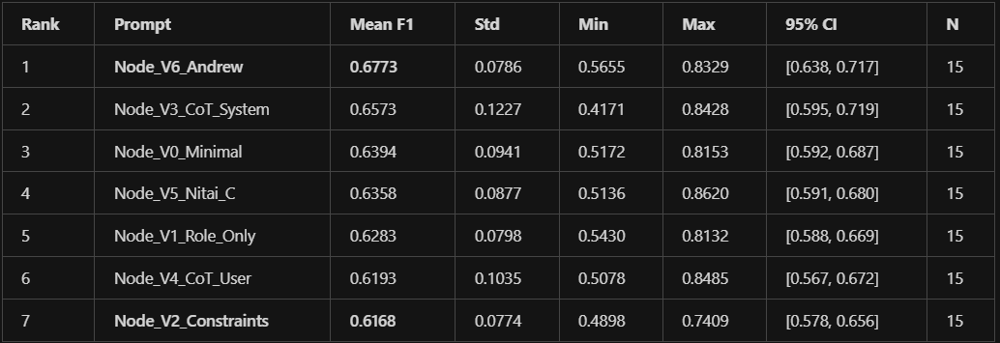 Rank Prompt Mean F1 Std Min Max 95% CI N
1 Node_V6_Andrew 0.6773 0.0786 0.5655 0.8329 [0.638, 0.717] 15
2 Node_V3_CoT_System 0.6573 0.1227 0.4171 0.8428 [0.595, 0.719] 15
3 Node_V0_Minimal 0.6394 0.0941 0.5172 0.8153 [0.592, 0.687] 15
4 Node_V5_Nitai_C 0.6358 0.0877 0.5136 0.8620 [0.591, 0.680] 15
5 Node_V1_Role_Only 0.6283 0.0798 0.5430 0.8132 [0.588, 0.669] 15
6 Node_V4_CoT_User 0.6193 0.1035 0.5078 0.8485 [0.567, 0.672] 15
7 Node_V2_Constraints 0.6168 0.0774 0.4898 0.7409 [0.578, 0.656] 15